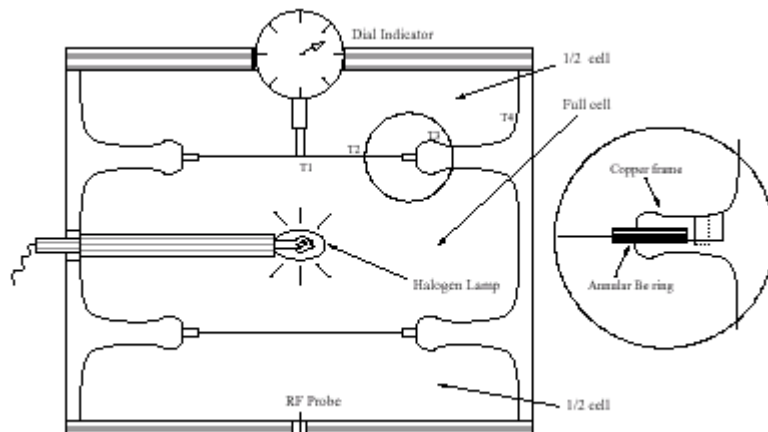 Dial Indicator
1/2 cell
Full cell
T4
T3
T2
T1
Copper frame
Annular Be ring
Halogen Lamp
RF Probe
1/2 cell